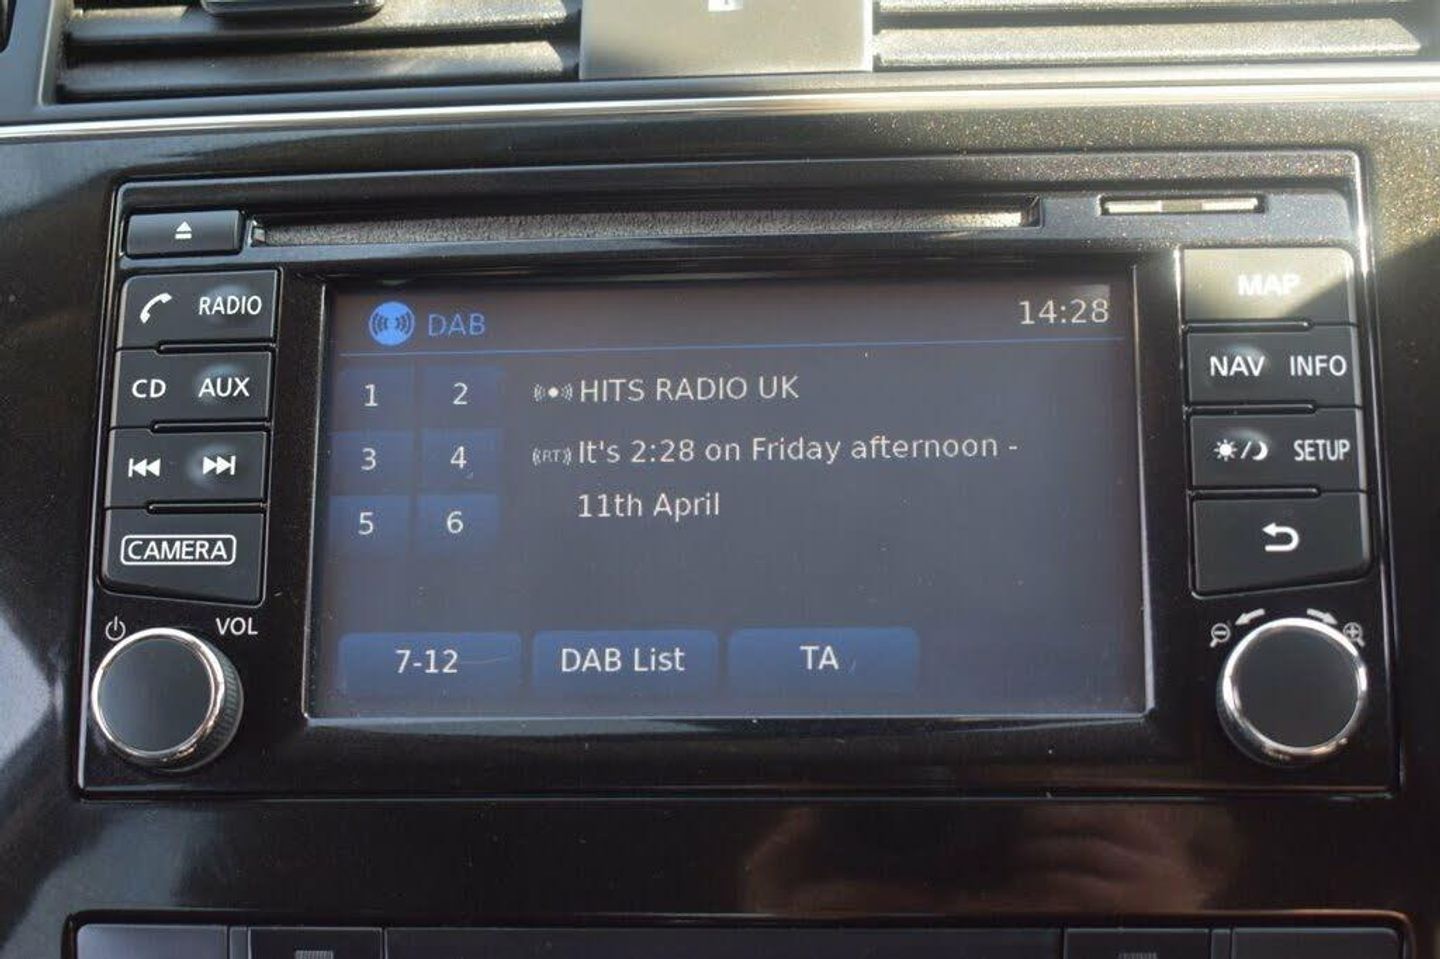 RADIO
CD AUX
CAMERA
VOL
DAB 14:28
1 2 HITS RADIO UK
3 4 RT It's 2:28 on Friday afternoon -
11th April
5 6
7-12 DAB List TA
MAP
NAV INFO
SETUP